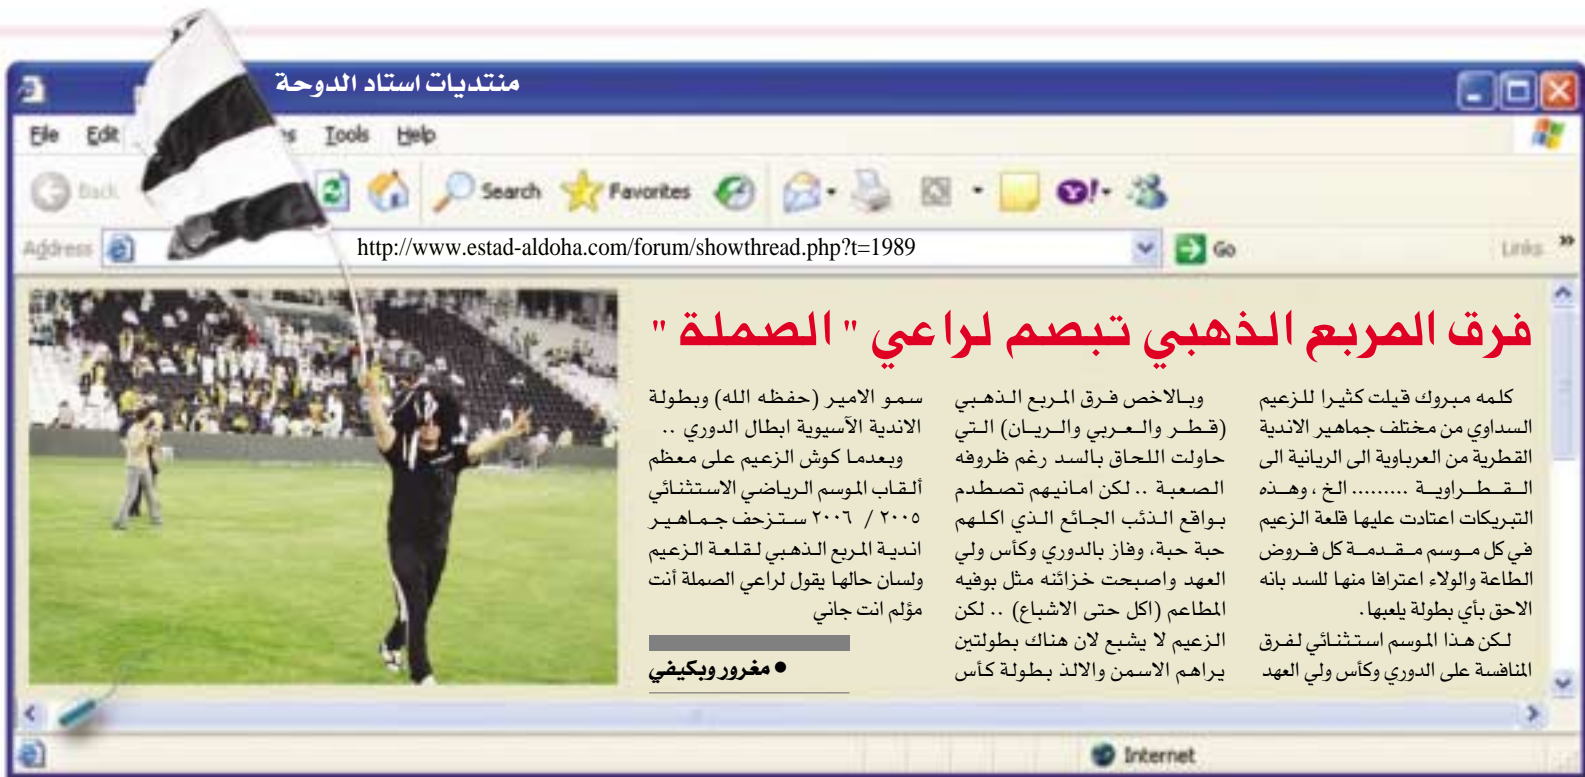 منتديات استاد الدوحة
File Edit Tools Help
Back Search Favorites
Address http://www.estad-aldoha.com/forum/showthread.php?t=1989 Go Links
فرق المربع الذهبي تبصم لراعي " الصملة "
كلمه مبروك قيلت كثيرا للزعيم
السداوي من مختلف جماهير الاندية
القطرية من العرباوية الى الريانية الى
القطراوية ......... الخ ، وهذه
التبريكات اعتادت عليها قلعة الزعيم
في كل موسم مقدمة كل فروض
الطاعة والولاء اعترافا منها للسد بانه
الاحق بأي بطولة يلعبها .
لكن هذا الموسم استثنائي لفرق
المنافسة على الدوري وكأس ولي العهد
وبالاخص فرق المربع الذهبي
(قطر والعربي والريان) التي
حاولت اللحاق بالسد رغم ظروفه
الصعبة .. لكن امانيهم تصطدم
بواقع الذئب الجائع الذي اكلهم
حبة حبة، وفاز بالدوري وكأس ولي
العهد واصبحت خزائنه مثل بوفيه
المطاعم (اكل حتى الاشباع) .. لكن
الزعيم لا يشبع لان هناك بطولتين
يراهم الاسمن والالذ بطولة كأس
سمو الامير (حفظه الله) وبطولة
الاندية الآسيوية ابطال الدوري ..
وبعدما كوش الزعيم على معظم
ألقاب الموسم الرياضي الاستثنائي
٢٠٠٥ / ٢٠٠٦ ستزحف جماهير
اندية المربع الذهبي لقلعة الزعيم
ولسان حالها يقول لراعي الصملة أنت
مؤلم انت جاني
● مغرور وبكيفي
Internet